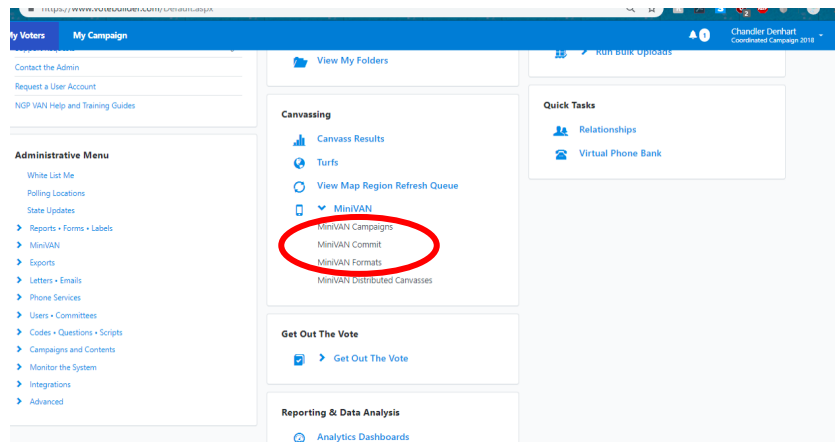 https://www.votebuilder.com/Default.aspx
My Voters
My Campaign
1
Chandler Denhart
Coordinated Campaign 2018
Contact the Admin
Request a User Account
NGP VAN Help and Training Guides
Administrative Menu
White List Me
Polling Locations
State Updates
Reports • Forms • Labels
MiniVAN
Exports
Letters • Emails
Phone Services
Users • Committees
Codes • Questions • Scripts
Campaigns and Contents
Monitor the System
Integrations
Advanced
View My Folders
Canvassing
Canvass Results
Turfs
View Map Region Refresh Queue
MiniVAN
MiniVAN Campaigns
MiniVAN Commit
MiniVAN Formats
MiniVAN Distributed Canvasses
Get Out The Vote
Get Out The Vote
Reporting & Data Analysis
Analytics Dashboards
Run Bulk Uploads
Quick Tasks
Relationships
Virtual Phone Bank